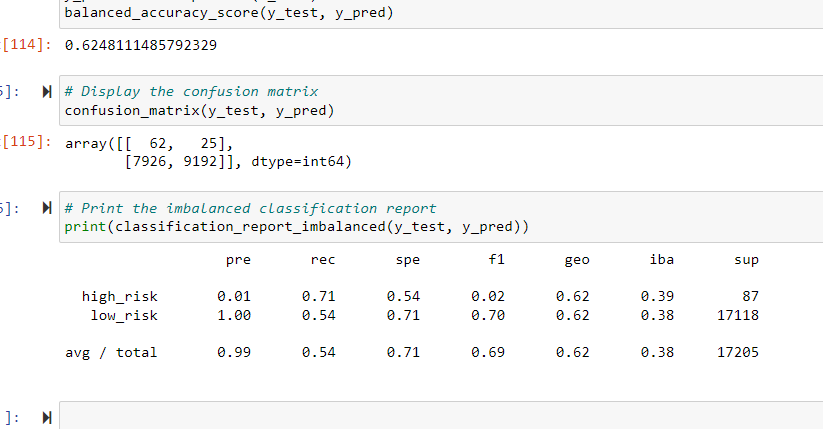 balanced_accuracy_score(y_test, y_pred)
[114]: 0.6248111485792329
5]: # Display the confusion matrix
confusion_matrix(y_test, y_pred)
[115]: array([[ 62, 25],
[7926, 9192]], dtype=int64)
6]: # Print the imbalanced classification report
print(classification_report_imbalanced(y_test, y_pred))
pre rec spe f1 geo iba sup
high_risk 0.01 0.71 0.54 0.02 0.62 0.39 87
low_risk 1.00 0.54 0.71 0.70 0.62 0.38 17118
avg / total 0.99 0.54 0.71 0.69 0.62 0.38 17205
]: